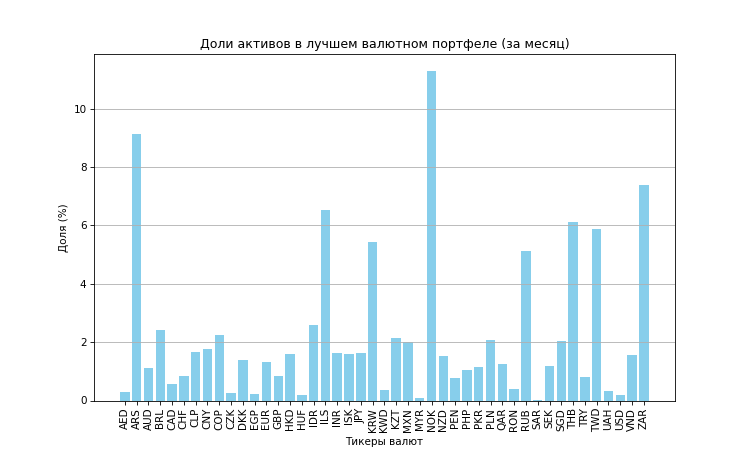 Доли активов в лучшем валютном портфеле (за месяц)
Доля (%)
10
8
6
4
2
0
AED ARS AUD BRL CAD CHF CLP CNY COP CZK DKK EGP EUR GBP HKD HUF IDR ILS INR ISK JPY KRW KWD KZT MXN MYR NOK NZD PEN PHP PKR PLN QAR RON RUB SAR SEK SGD THB TRY TWD UAH USD VND ZAR
Тикеры валют